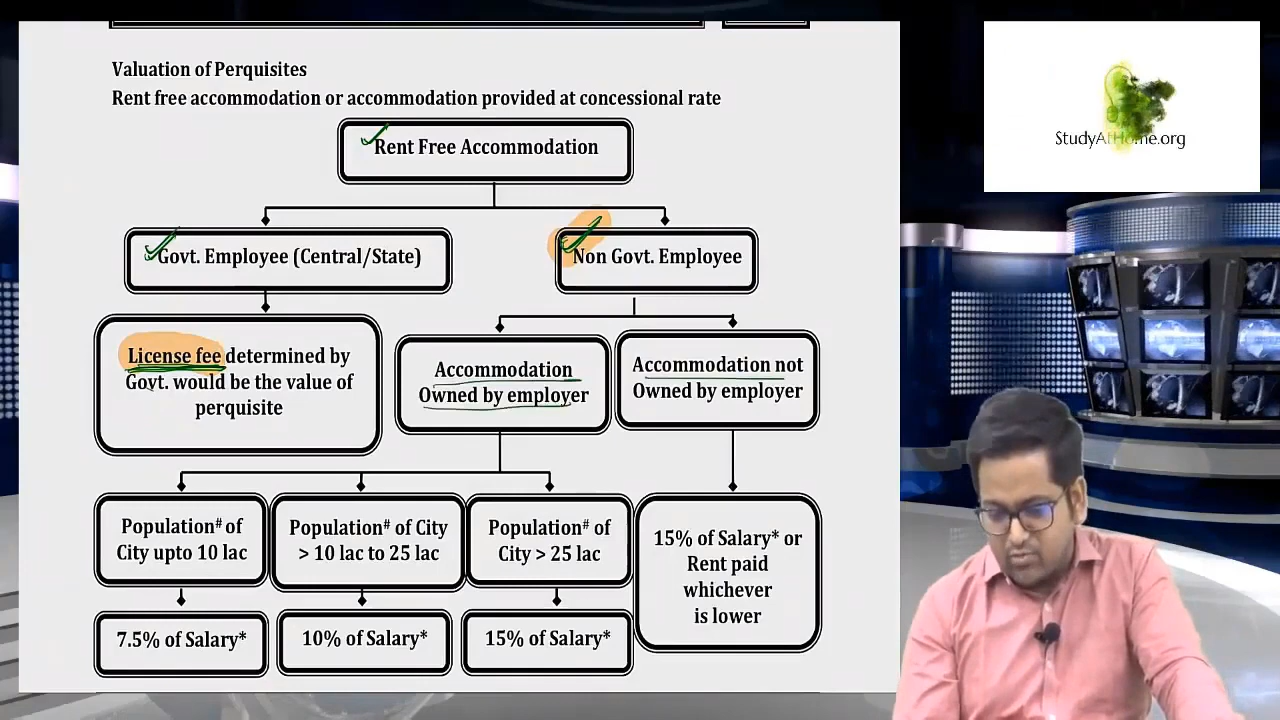 Valuation of Perquisites
Rent free accommodation or accommodation provided at concessional rate
Rent Free Accommodation
Govt. Employee (Central/State)
Non Govt. Employee
License fee determined by
Govt. would be the value of
perquisite
Accommodation
Owned by employer
Accommodation not
Owned by employer
Population# of
City upto 10 lac
Population# of City
> 10 lac to 25 lac
Population# of
City > 25 lac
15% of Salary* or
Rent paid
whichever
is lower
7.5% of Salary*
10% of Salary*
15% of Salary*
StudyAtHome.org